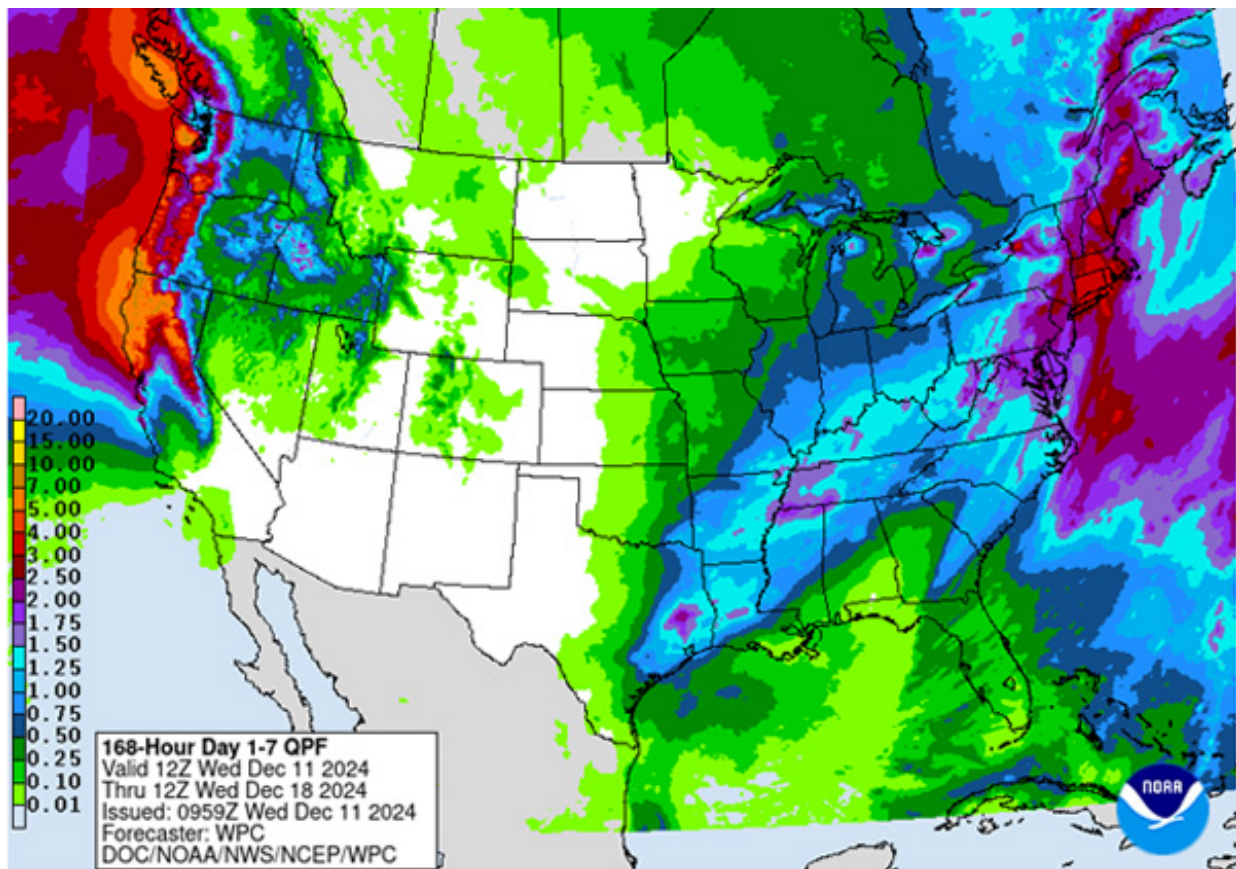 20.00
15.00
10.00
7.00
5.00
4.00
3.00
2.50
2.00
1.75
1.50
1.25
1.00
0.75
0.50
0.25
0.10
0.01
168-Hour Day 1-7 QPF
Valid 12Z Wed Dec 11 2024
Thru 12Z Wed Dec 18 2024
Issued: 0959Z Wed Dec 11 2024
Forecaster: WPC
DOC/NOAA/NWS/NCEP/WPC
NOAA